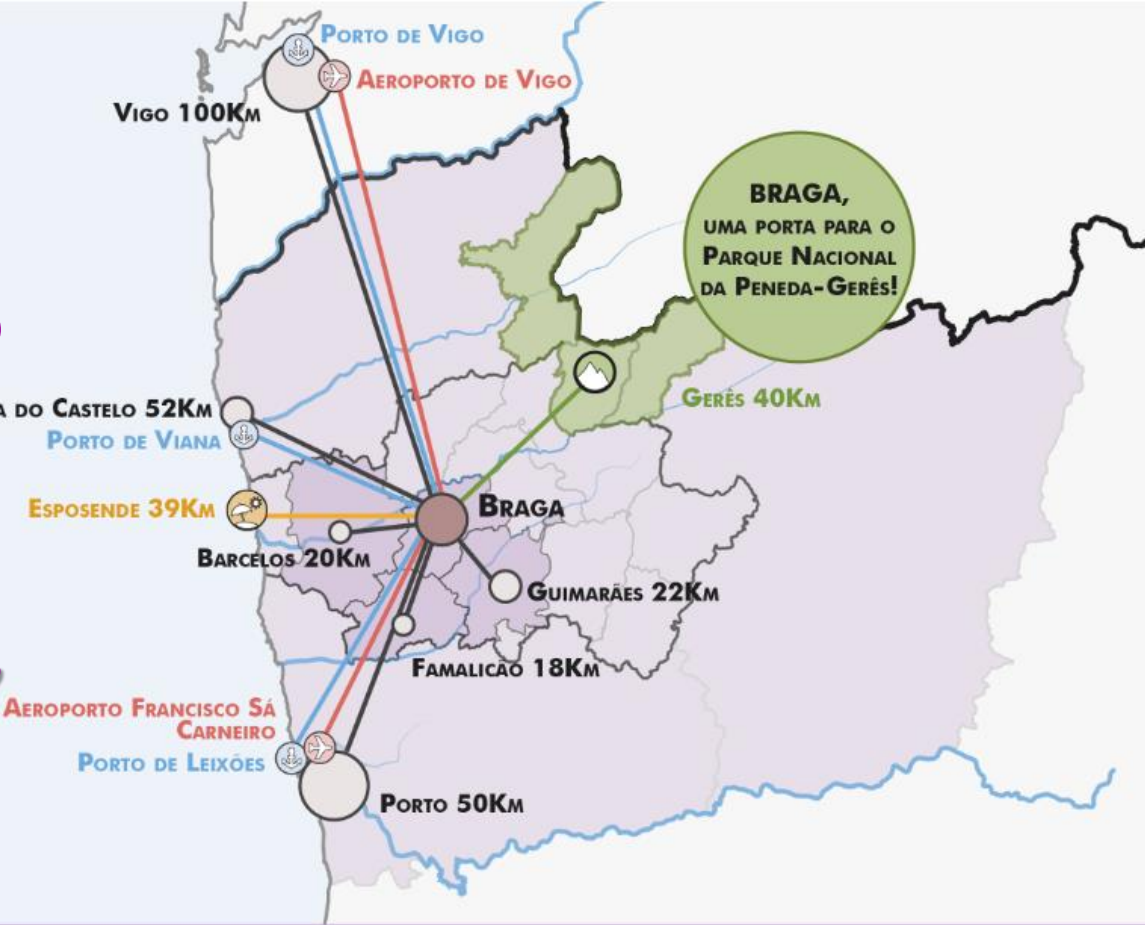 Porto de Vigo
Aeroporto de Vigo
Vigo 100Km
BRAGA,
uma porta para o
Parque Nacional
da Peneda-Gerês!
a do Castelo 52Km
Gerês 40Km
Porto de Viana
Esposende 39Km
Braga
Barcelos 20Km
Guimarães 22Km
Famalicão 18Km
Aeroporto Francisco Sá
Carneiro
Porto de Leixões
Porto 50Km